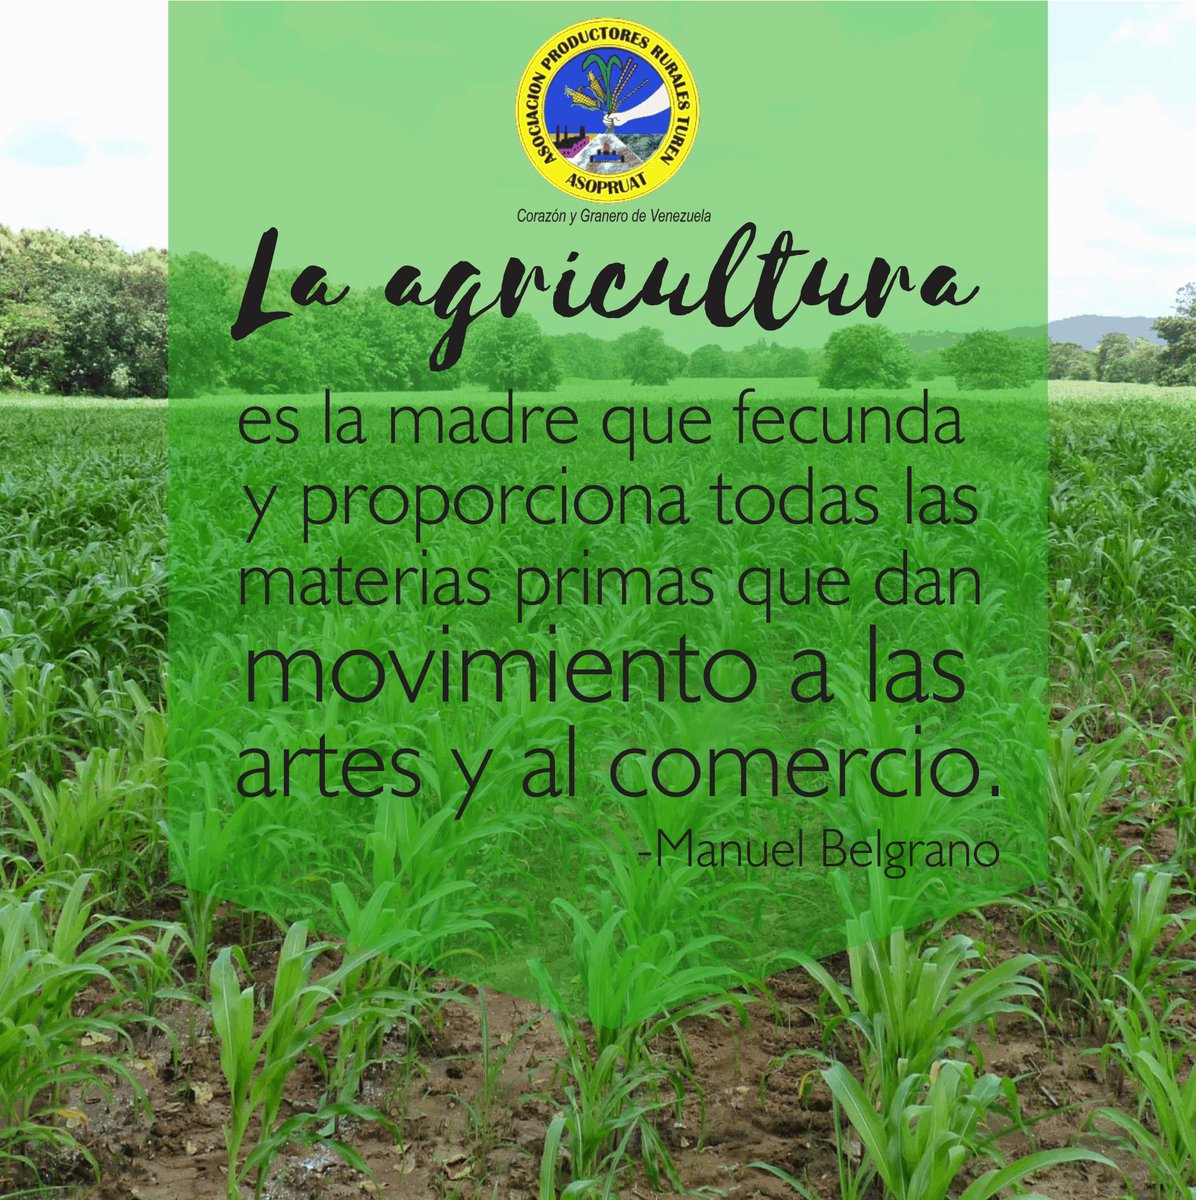 ASOCIACION PRODUCTORES RURALES TUREN
ASOPRUAT
Corazón y Granero de Venezuela
La agricultura
es la madre que fecunda
y proporciona todas las
materias primas que dan
movimiento a las
artes y al comercio.
-Manuel Belgrano